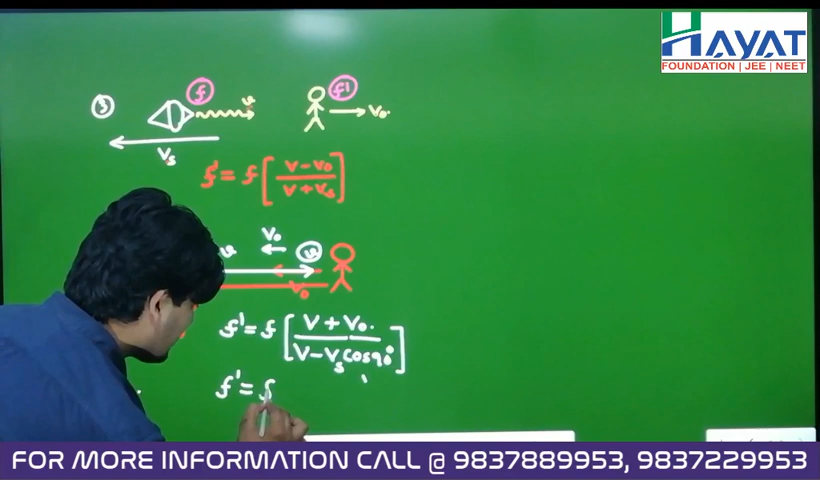 HAYAT
FOUNDATION | JEE | NEET
③ f v f' V₀.
Vs
f' = f [ (V - V₀) / (V + Vs) ]
v V₀ v
V₀
f' = f [ (V + V₀.) / (V - Vs cos90°) ]
f' = f
FOR MORE INFORMATION CALL @ 9837889953, 9837229953